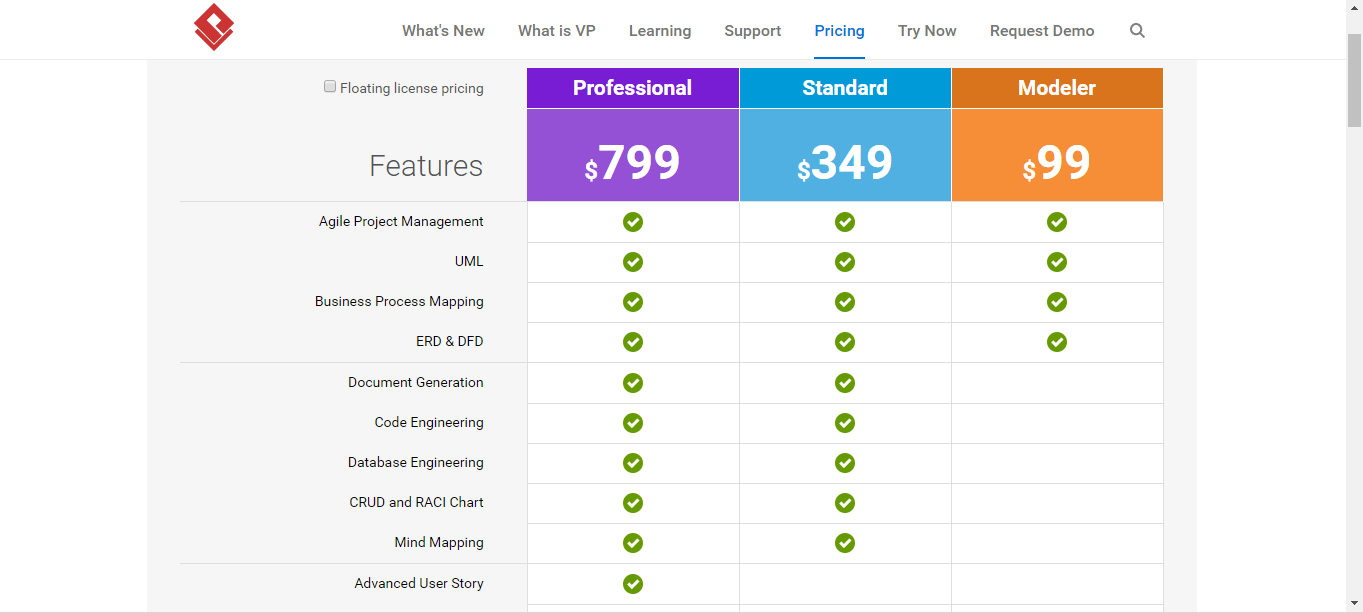 What's New What is VP Learning Support Pricing Try Now Request Demo
Floating license pricing Professional Standard Modeler
Features $799 $349 $99
Agile Project Management
UML
Business Process Mapping
ERD & DFD
Document Generation
Code Engineering
Database Engineering
CRUD and RACI Chart
Mind Mapping
Advanced User Story